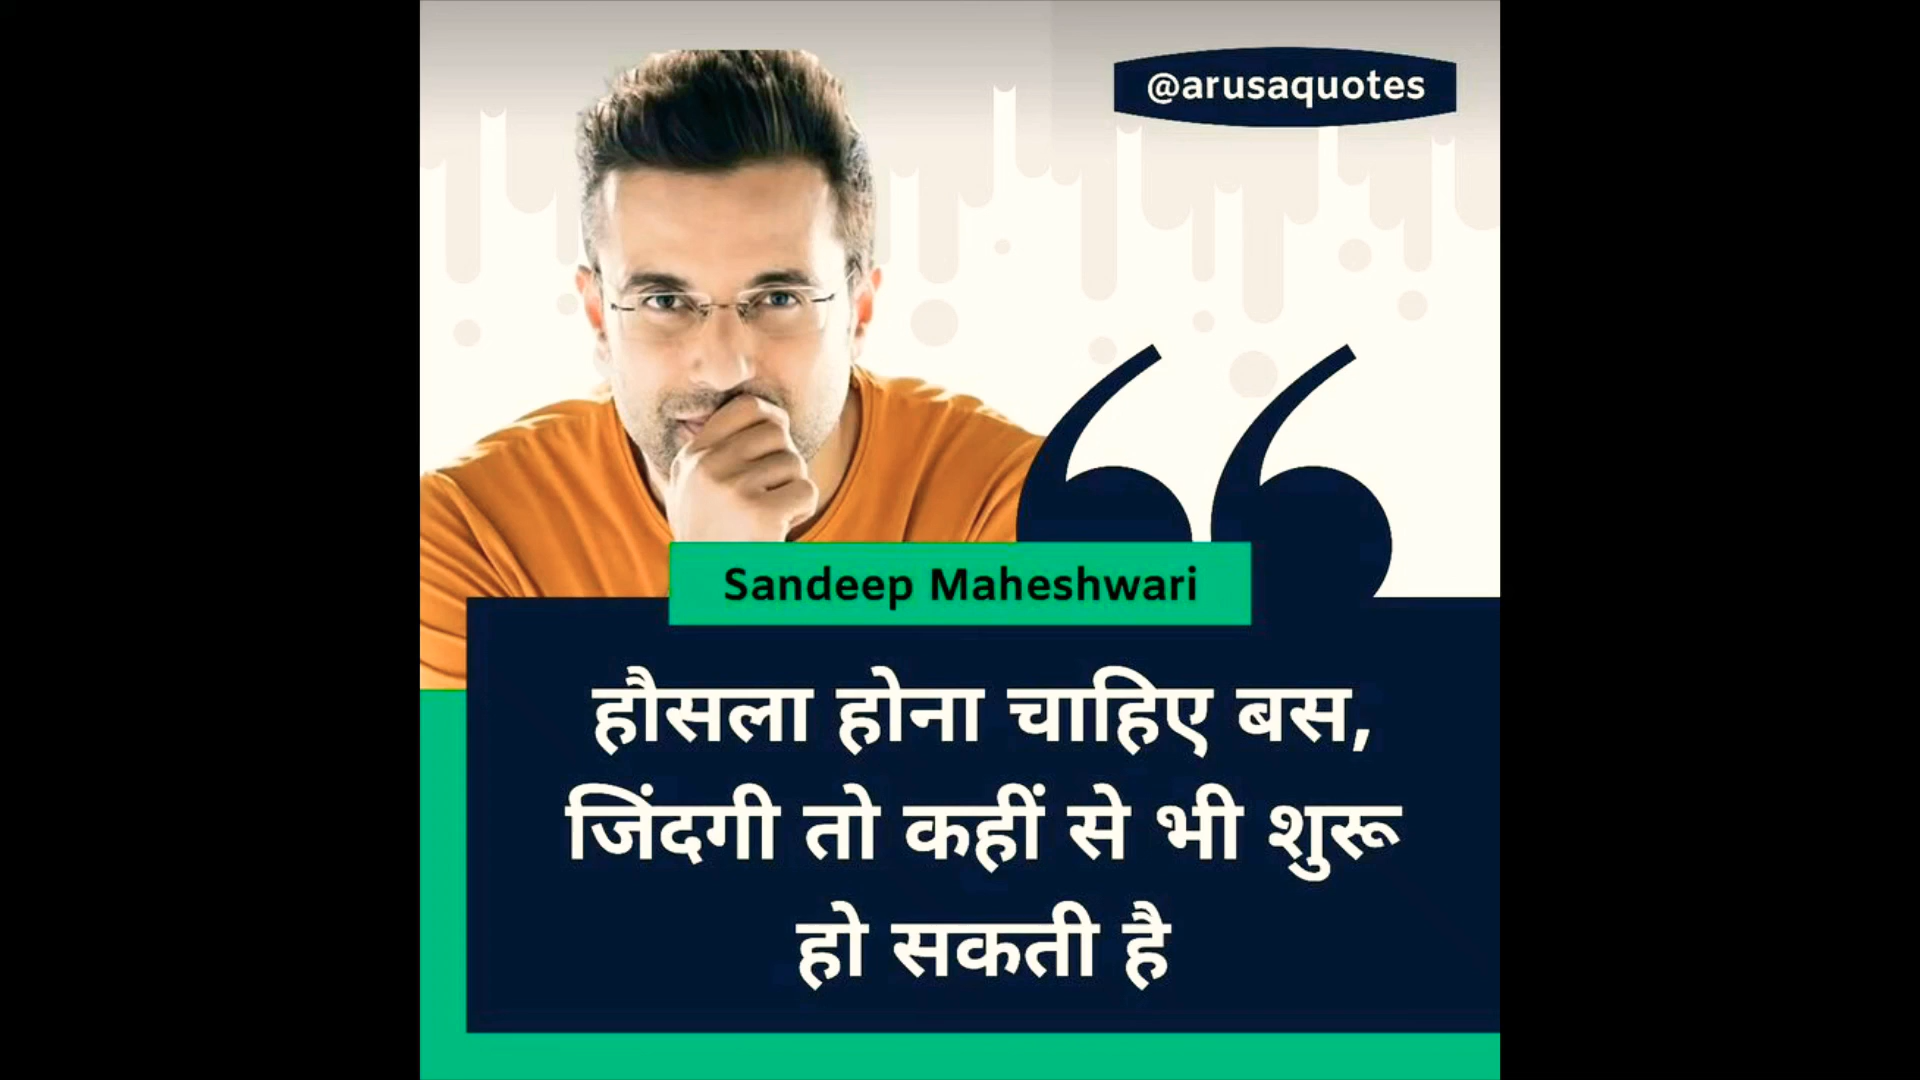 @arusaquotes
Sandeep Maheshwari
हौसला होना चाहिए बस,
जिंदगी तो कहीं से भी शुरू
हो सकती है